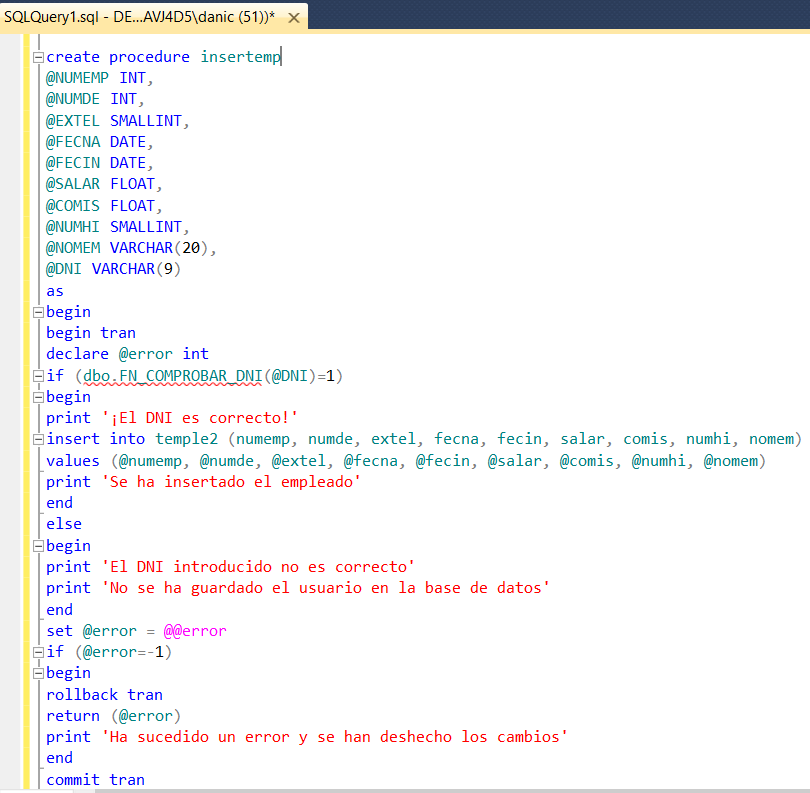 SQLQuery1.sql - DE...AVJ4D5\danic (51))*
create procedure insertemp
@NUMEMP INT,
@NUMDE INT,
@EXTEL SMALLINT,
@FECNA DATE,
@FECIN DATE,
@SALAR FLOAT,
@COMIS FLOAT,
@NUMHI SMALLINT,
@NOMEM VARCHAR(20),
@DNI VARCHAR(9)
as
begin
begin tran
declare @error int
if (dbo.FN_COMPROBAR_DNI(@DNI)=1)
begin
print '¡El DNI es correcto!'
insert into temple2 (numemp, numde, extel, fecna, fecin, salar, comis, numhi, nomem)
values (@numemp, @numde, @extel, @fecna, @fecin, @salar, @comis, @numhi, @nomem)
print 'Se ha insertado el empleado'
end
else
begin
print 'El DNI introducido no es correcto'
print 'No se ha guardado el usuario en la base de datos'
end
set @error = @@error
if (@error=-1)
begin
rollback tran
return (@error)
print 'Ha sucedido un error y se han deshecho los cambios'
end
commit tran